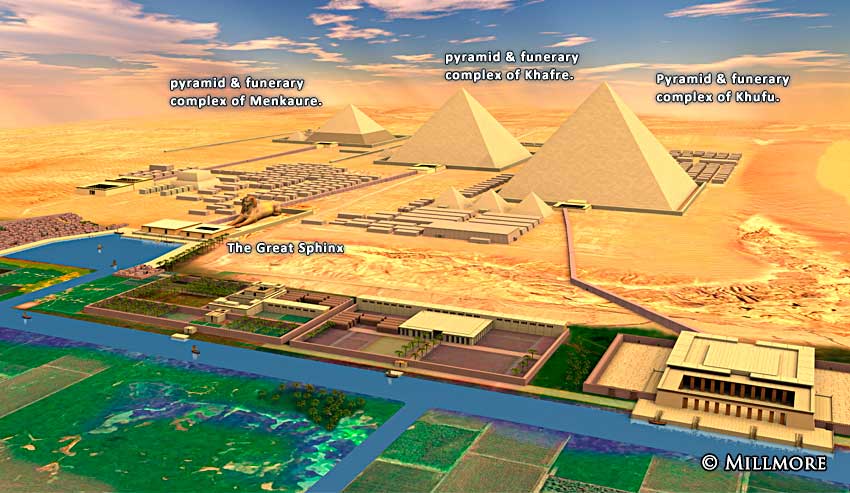 pyramid & funerary
complex of Menkaure.
pyramid & funerary
complex of Khafre.
Pyramid & funerary
complex of Khufu.
The Great Sphinx
© MILLMORE